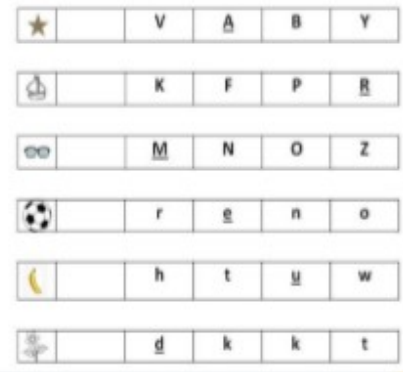 V A B Y
K F P R
M N O Z
r e n o
h t u w
d k k t